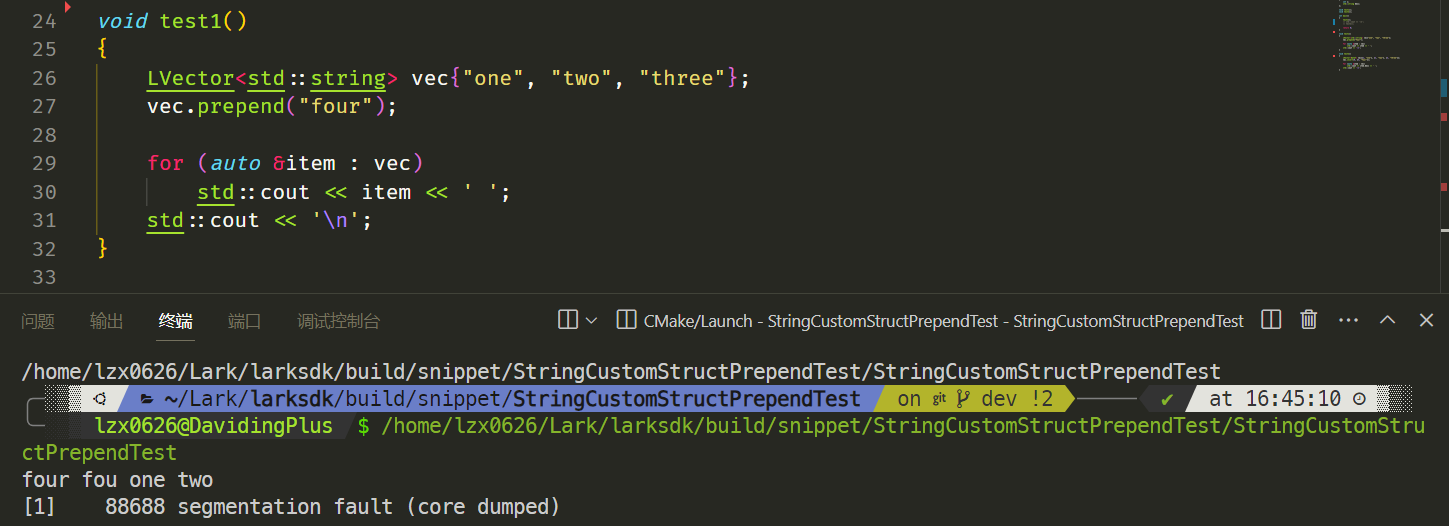 24 void test1()
25 {
26 LVector<std::string> vec{"one", "two", "three"};
27 vec.prepend("four");
28
29 for (auto &item : vec)
30 std::cout << item << ' ';
31 std::cout << '\n';
32 }
33
问题 输出 终端 端口 调试控制台 CMake/Launch - StringCustomStructPrependTest - StringCustomStructPrependTest
/home/lzx0626/Lark/larksdk/build/snippet/StringCustomStructPrependTest/StringCustomStructPrependTest
~/Lark/larksdk/build/snippet/StringCustomStructPrependTest on git dev !2 ✔ at 16:45:10
lzx0626@DavidingPlus $ /home/lzx0626/Lark/larksdk/build/snippet/StringCustomStructPrependTest/StringCustomStru
ctPrependTest
four fou one two
[1] 88688 segmentation fault (core dumped)